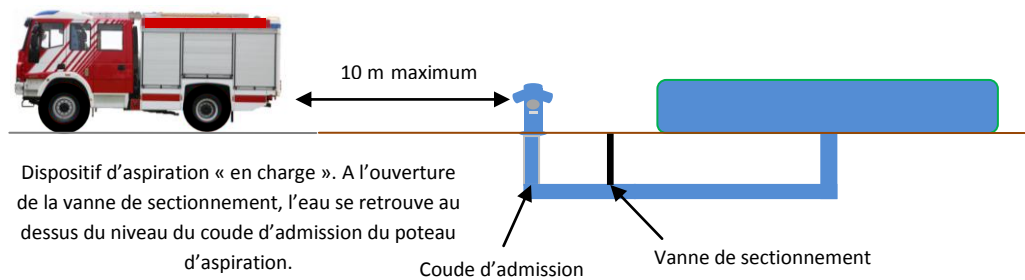 10 m maximum
Dispositif d’aspiration « en charge ». A l’ouverture
de la vanne de sectionnement, l’eau se retrouve au
dessus du niveau du coude d’admission du poteau
d’aspiration.
Coude d’admission
Vanne de sectionnement